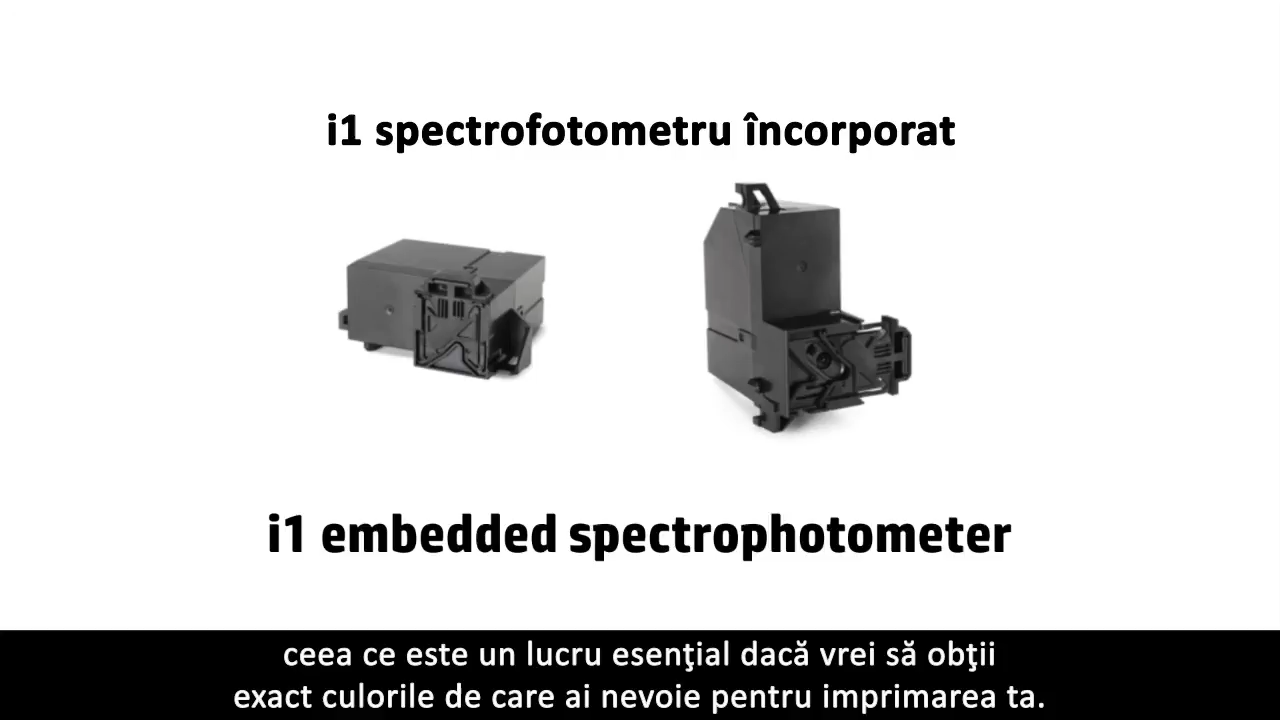 i1 spectrofotometru încorporat
i1 embedded spectrophotometer
ceea ce este un lucru esenţial dacă vrei să obţii
exact culorile de care ai nevoie pentru imprimarea ta.